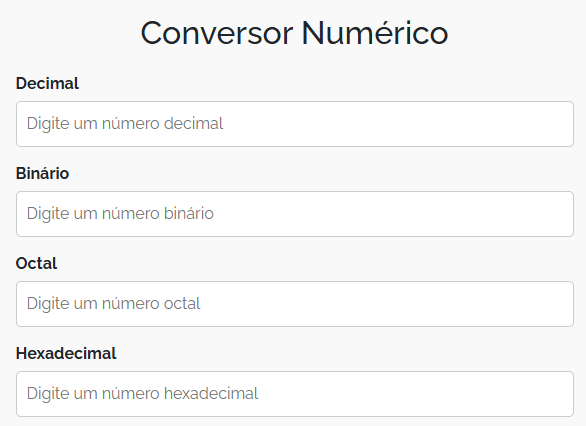 Conversor Numérico
Decimal
Digite um número decimal
Binário
Digite um número binário
Octal
Digite um número octal
Hexadecimal
Digite um número hexadecimal